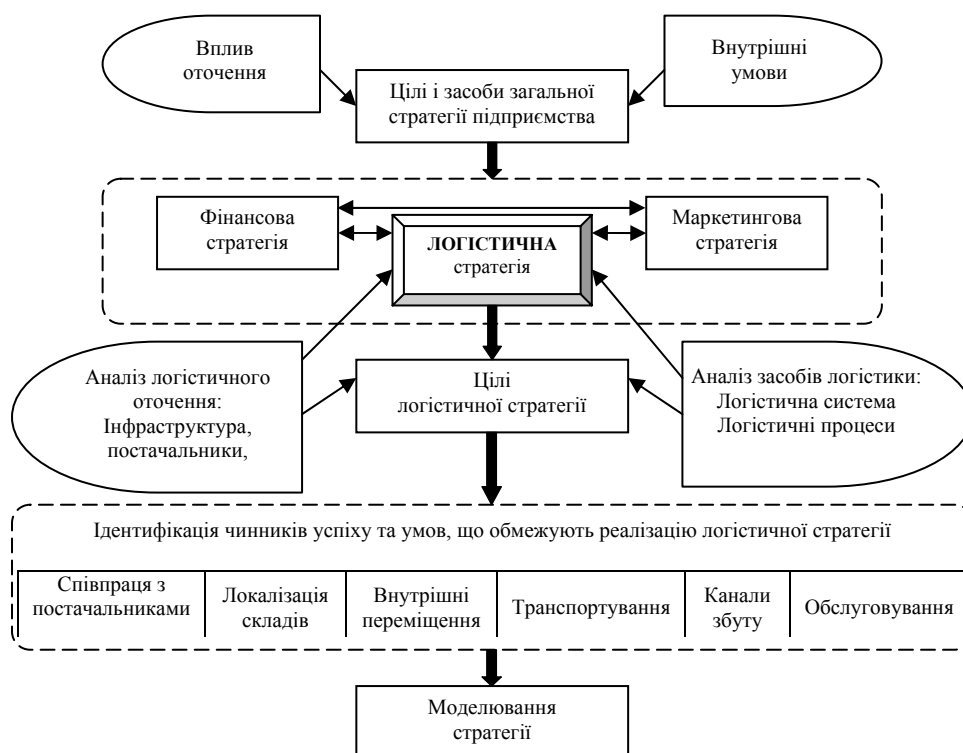 Вплив
оточення
Внутрішні
умови
Цілі і засоби загальної
стратегії підприємства
Фінансова
стратегія
ЛОГІСТИЧНА
стратегія
Маркетингова
стратегія
Аналіз логістичного
оточення:
Інфраструктура,
постачальники,
Цілі
логістичної стратегії
Аналіз засобів логістики:
Логістична система
Логістичні процеси
Ідентифікація чинників успіху та умов, що обмежують реалізацію логістичної стратегії
Співпраця з
постачальниками
Локалізація
складів
Внутрішні
переміщення
Транспортування
Канали
збуту
Обслуговування
Моделювання
стратегії